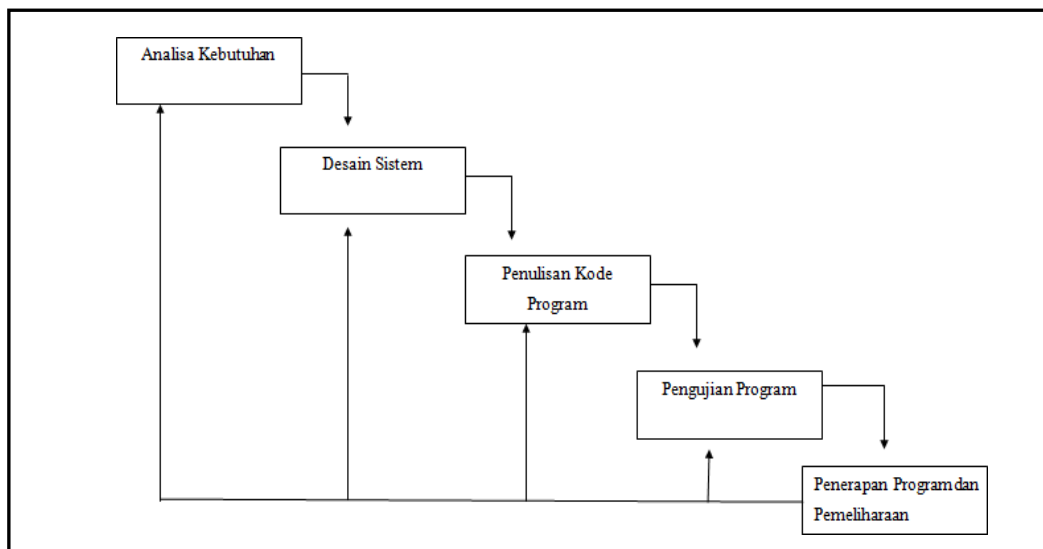 Analisa Kebutuhan
Desain Sistem
Penulisan Kode
Program
Pengujian Program
Penerapan Program dan
Pemeliharaan